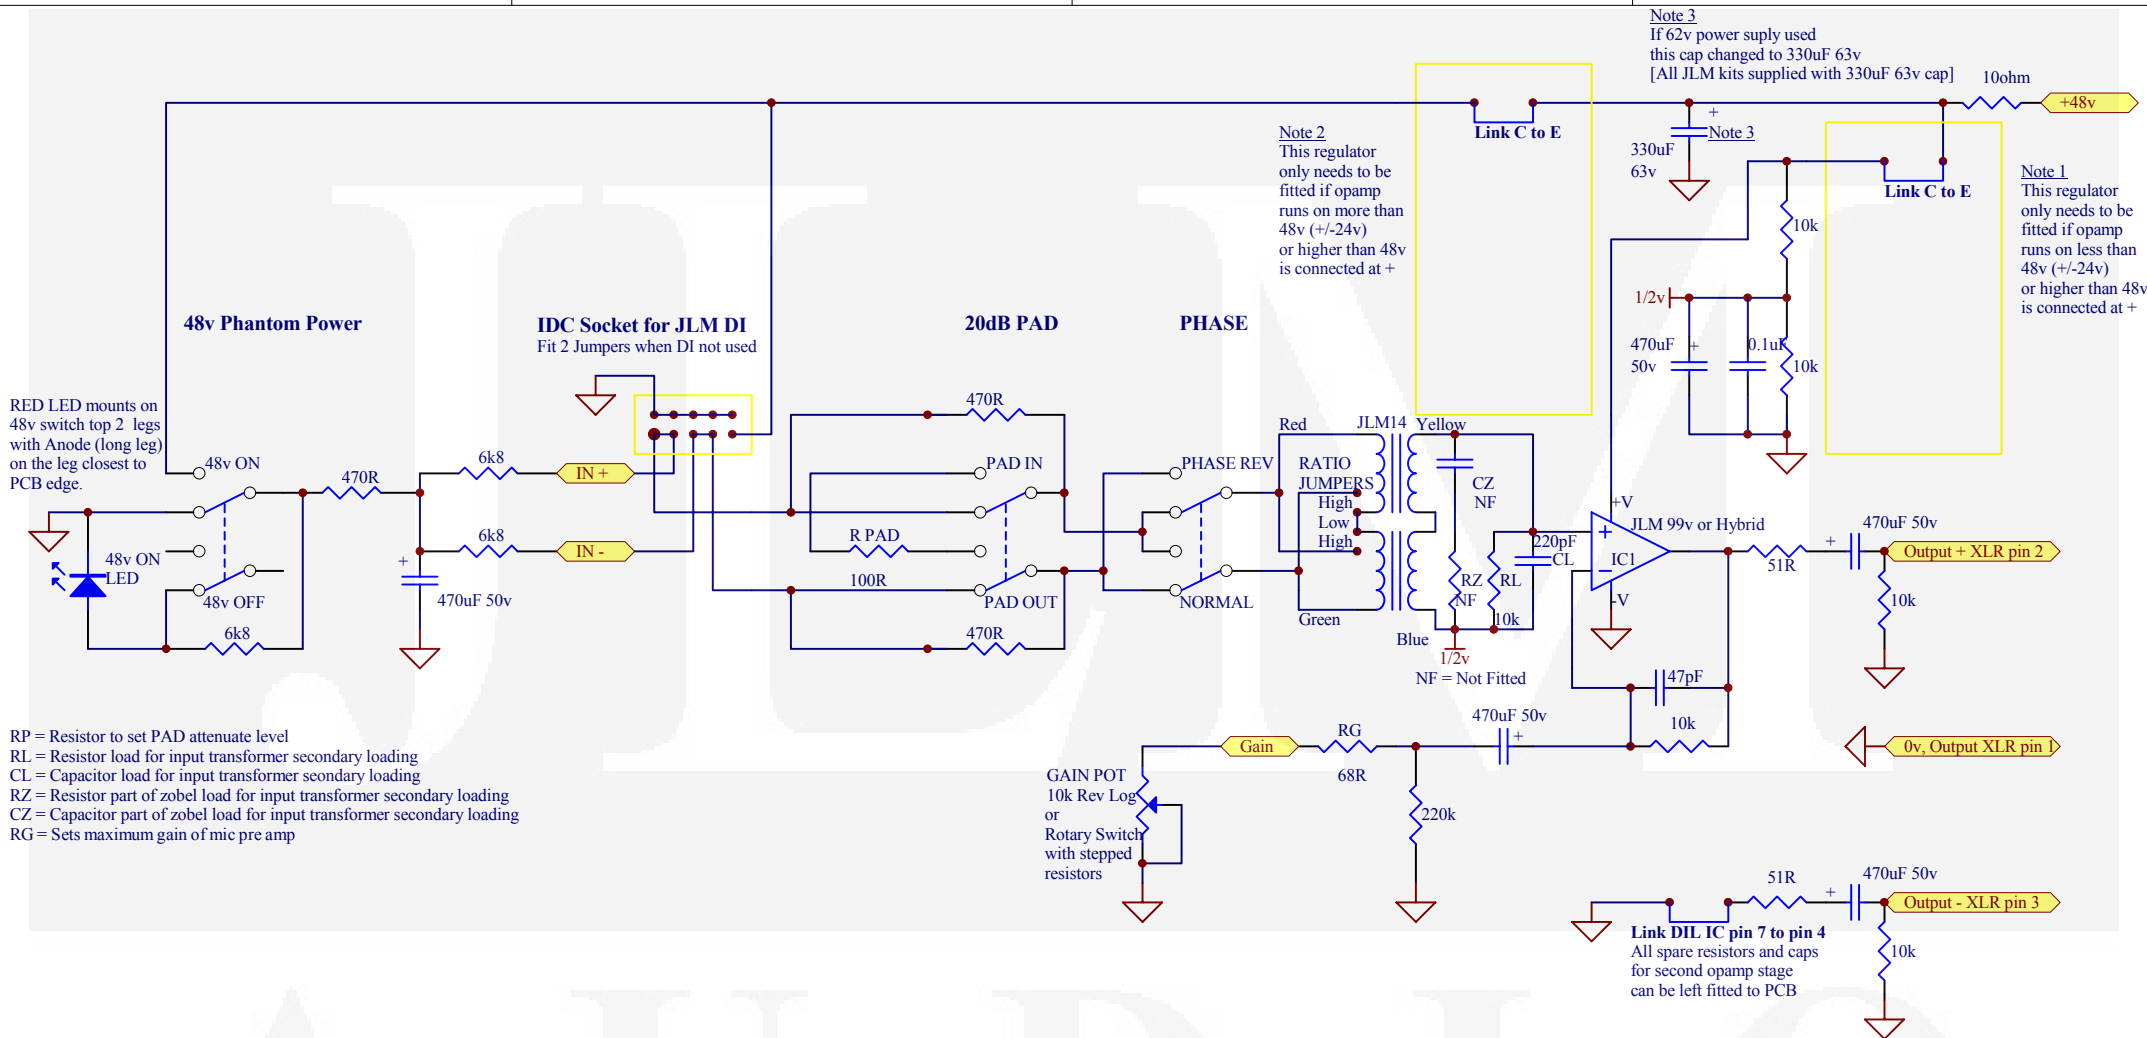 Note 3
If 62v power suply used
this cap changed to 330uF 63v
[All JLM kits supplied with 330uF 63v cap]
10ohm
+48v
Link C to E
+
Note 3
330uF
63v
Note 2
This regulator
only needs to be
fitted if opamp
runs on more than
48v (+/-24v)
or higher than 48v
is connected at +
Link C to E
Note 1
This regulator
only needs to be
fitted if opamp
runs on less than
48v (+/-24v)
or higher than 48v
is connected at +
10k
1/2v
470uF
50v
+
0.1uF
10k
48v Phantom Power
IDC Socket for JLM DI
Fit 2 Jumpers when DI not used
20dB PAD
PHASE
RED LED mounts on
48v switch top 2 legs
with Anode (long leg)
on the leg closest to
PCB edge.
48v ON
470R
6k8
IN +
6k8
IN -
48v ON
LED
48v OFF
6k8
+
470uF 50v
470R
PAD IN
R PAD
100R
PAD OUT
470R
PHASE REV
NORMAL
Red
JLM14
Yellow
RATIO
JUMPERS
High
Low
High
Green
Blue
CZ
NF
RZ
NF
RL
10k
220pF
CL
1/2v
NF = Not Fitted
+V
JLM 99v or Hybrid
IC1
-V
51R
+
470uF 50v
Output + XLR pin 2
10k
47pF
10k
470uF 50v
+
RG
68R
Gain
220k
GAIN POT
10k Rev Log
or
Rotary Switch
with stepped
resistors
0v, Output XLR pin 1
RP = Resistor to set PAD attenuate level
RL = Resistor load for input transformer secondary loading
CL = Capacitor load for input transformer seondary loading
RZ = Resistor part of zobel load for input transformer secondary loading
CZ = Capacitor part of zobel load for input transformer secondary loading
RG = Sets maximum gain of mic pre amp
51R
+
470uF 50v
Output - XLR pin 3
10k
Link DIL IC pin 7 to pin 4
All spare resistors and caps
for second opamp stage
can be left fitted to PCB
JLM